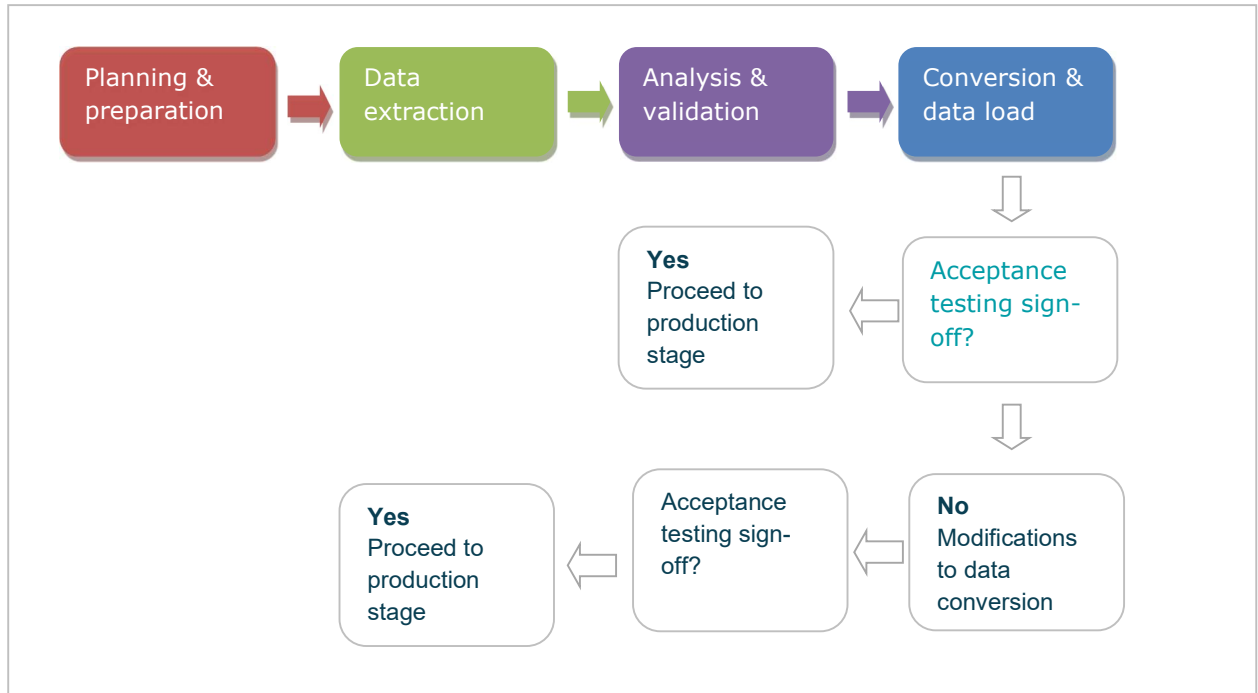 Planning &
preparation
Data
extraction
Analysis &
validation
Conversion &
data load
Yes
Proceed to
production
stage
Acceptance
testing sign-
off?
Yes
Proceed to
production
stage
Acceptance
testing sign-
off?
No
Modifications
to data
conversion